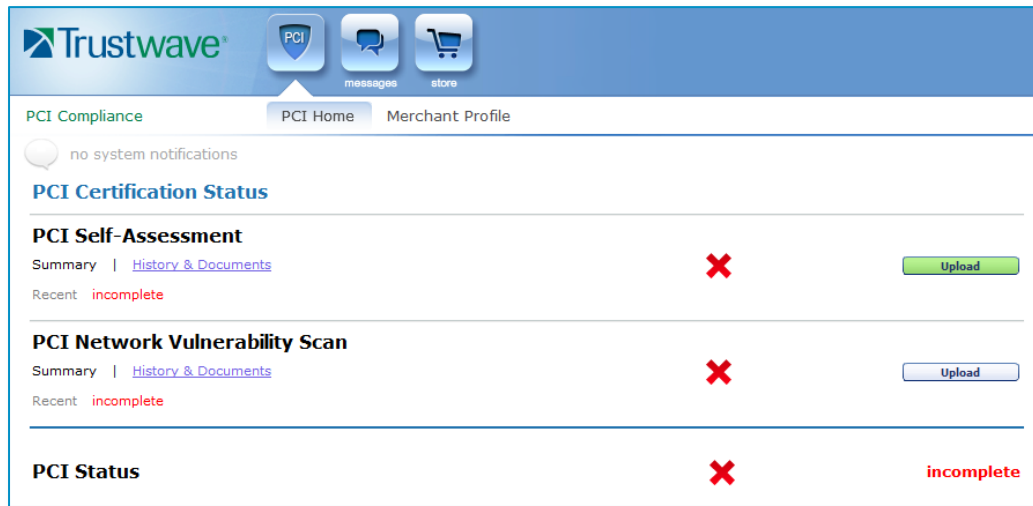 Trustwave®
PCI
messages
store
PCI Compliance
PCI Home
Merchant Profile
no system notifications
PCI Certification Status
PCI Self-Assessment
Summary | History & Documents
Upload
Recent incomplete
PCI Network Vulnerability Scan
Summary | History & Documents
Upload
Recent incomplete
PCI Status
incomplete